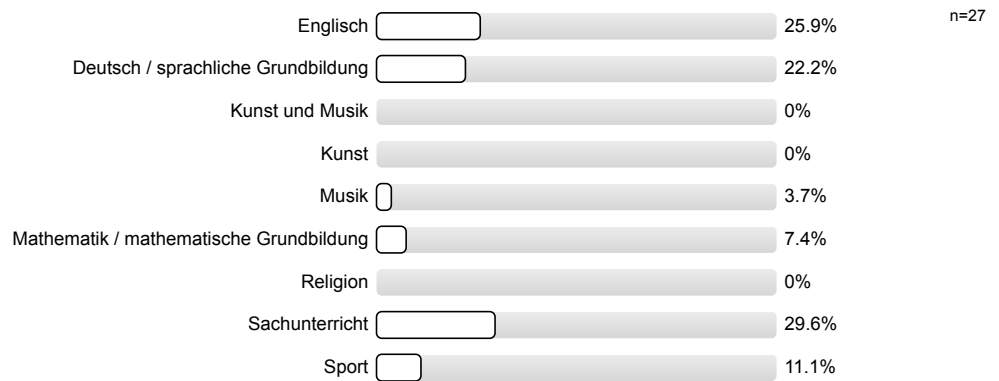 Englisch 25.9% n=27
Deutsch / sprachliche Grundbildung 22.2%
Kunst und Musik 0%
Kunst 0%
Musik 3.7%
Mathematik / mathematische Grundbildung 7.4%
Religion 0%
Sachunterricht 29.6%
Sport 11.1%